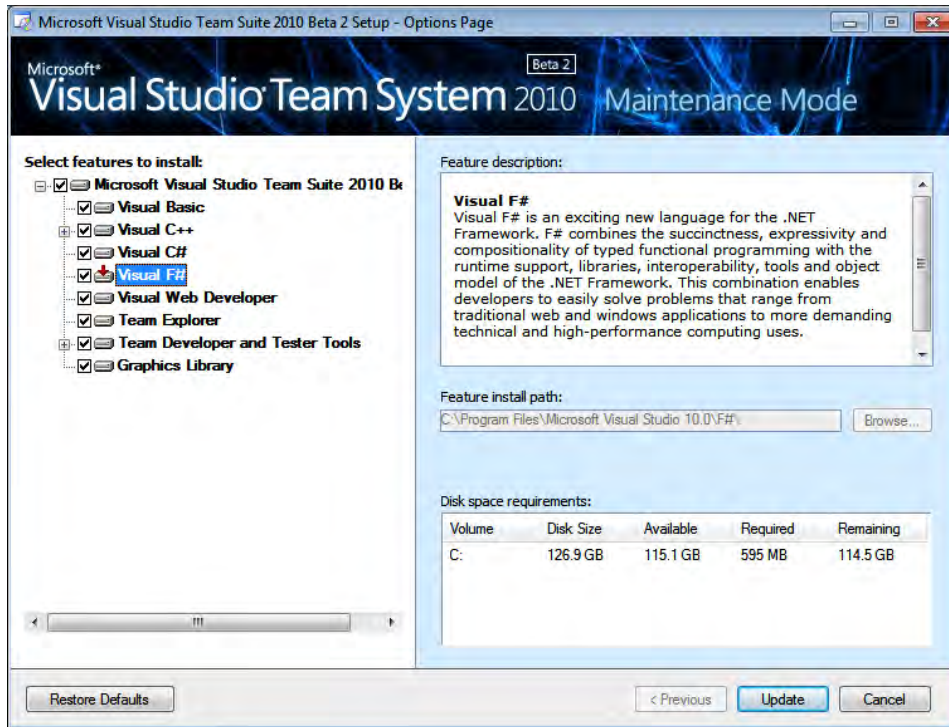 Microsoft Visual Studio Team Suite 2010 Beta 2 Setup - Options Page
Microsoft®
Visual Studio Team System 2010
Beta 2
Maintenance Mode
Select features to install:
Microsoft Visual Studio Team Suite 2010 Be
Visual Basic
Visual C++
Visual C#
Visual F#
Visual Web Developer
Team Explorer
Team Developer and Tester Tools
Graphics Library
Feature description:
Visual F#
Visual F# is an exciting new language for the .NET
Framework. F# combines the succinctness, expressivity and
compositionality of typed functional programming with the
runtime support, libraries, interoperability, tools and object
model of the .NET Framework. This combination enables
developers to easily solve problems that range from
traditional web and windows applications to more demanding
technical and high-performance computing uses.
Feature install path:
C:\Program Files\Microsoft Visual Studio 10.0\F#\
Browse...
Disk space requirements:
Volume Disk Size Available Required Remaining
C: 126.9 GB 115.1 GB 595 MB 114.5 GB
Restore Defaults
< Previous
Update
Cancel